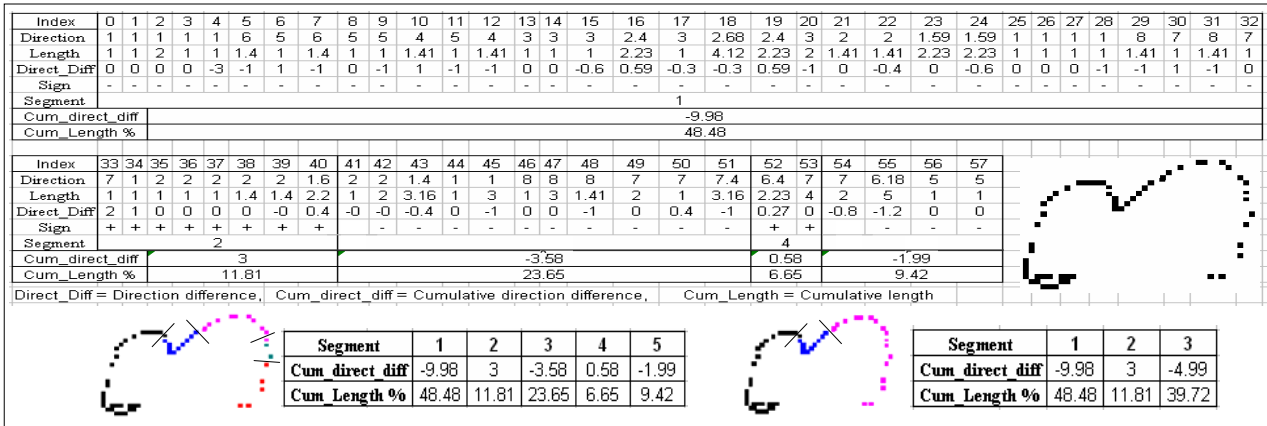 Index 0 1 2 3 4 5 6 7 8 9 10 11 12 13 14 15 16 17 18 19 20 21 22 23 24 25 26 27 28 29 30 31 32
Direction 1 1 1 1 1 6 5 6 5 5 4 5 4 3 3 3 2.4 3 2.68 2.4 3 2 2 1.59 1.59 1 1 1 1 8 7 8 7
Length 1 1 2 1 1 1.4 1 1.4 1 1 1.41 1 1.41 1 1 1 2.23 1 4.12 2.23 2 1.41 1.41 2.23 2.23 1 1 1 1 1.41 1 1.41 1
Direct_Diff 0 0 0 0 -3 -1 1 -1 0 -1 1 -1 -1 0 0 -0.6 0.59 -0.3 -0.3 0.59 -1 0 -0.4 0 -0.6 0 0 0 -1 -1 1 -1 0
Sign - - - - - - - - - - - - - - - - - - - - - - - - - - - - - - - - -
Segment 1
Cum_direct_diff -9.98
Cum_Length % 48.48
Index 33 34 35 36 37 38 39 40 41 42 43 44 45 46 47 48 49 50 51 52 53 54 55 56 57
Direction 7 1 2 2 2 2 2 1.6 2 2 1.4 1 1 8 8 8 7 7 7.4 6.4 7 7 6.18 5 5
Length 1 1 1 1 1 1.4 1.4 2.2 1 2 3.16 1 3 1 3 1.41 2 1 3.16 2.23 4 2 5 1 1
Direct_Diff 2 1 0 0 0 0 -0 0.4 -0 -0 -0.4 0 -1 0 0 -1 0 0.4 -1 0.27 0 -0.8 -1.2 0 0
Sign + + + + + + + + - - - - - - - - - - + + - - - -
Segment 2 4
Cum_direct_diff 3 -3.58 0.58 -1.99
Cum_Length % 11.81 23.65 6.65 9.42
Direct_Diff = Direction difference, Cum_direct_diff = Cumulative direction difference, Cum_Length = Cumulative length
Segment 1 2 3 4 5
Cum_direct_diff -9.98 3 -3.58 0.58 -1.99
Cum_Length % 48.48 11.81 23.65 6.65 9.42
Segment 1 2 3
Cum_direct_diff -9.98 3 -4.99
Cum_Length % 48.48 11.81 39.72